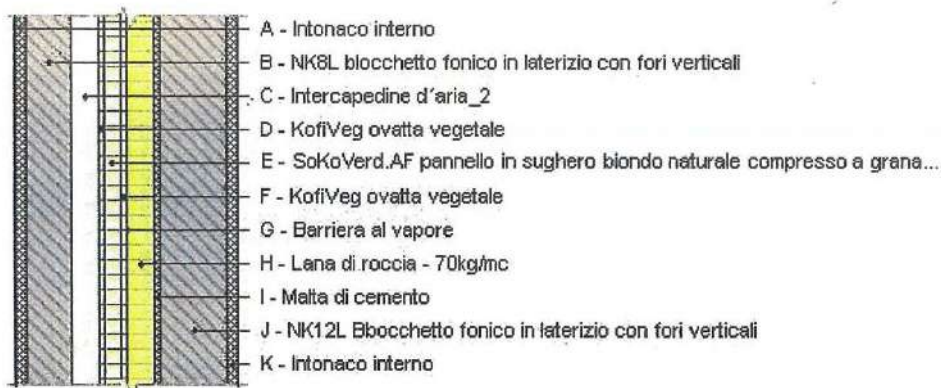 A - Intonaco interno
B - NK8L blocchetto fonico in laterizio con fori verticali
C - Intercapedine d'aria_2
D - KofiVeg ovatta vegetale
E - SoKoVerd.AF pannello in sughero biondo naturale compresso a grana...
F - KofiVeg ovatta vegetale
G - Barriera al vapore
H - Lana di roccia - 70kg/mc
I - Malta di cemento
J - NK12L Bbocchetto fonico in laterizio con fori verticali
K - Intonaco interno